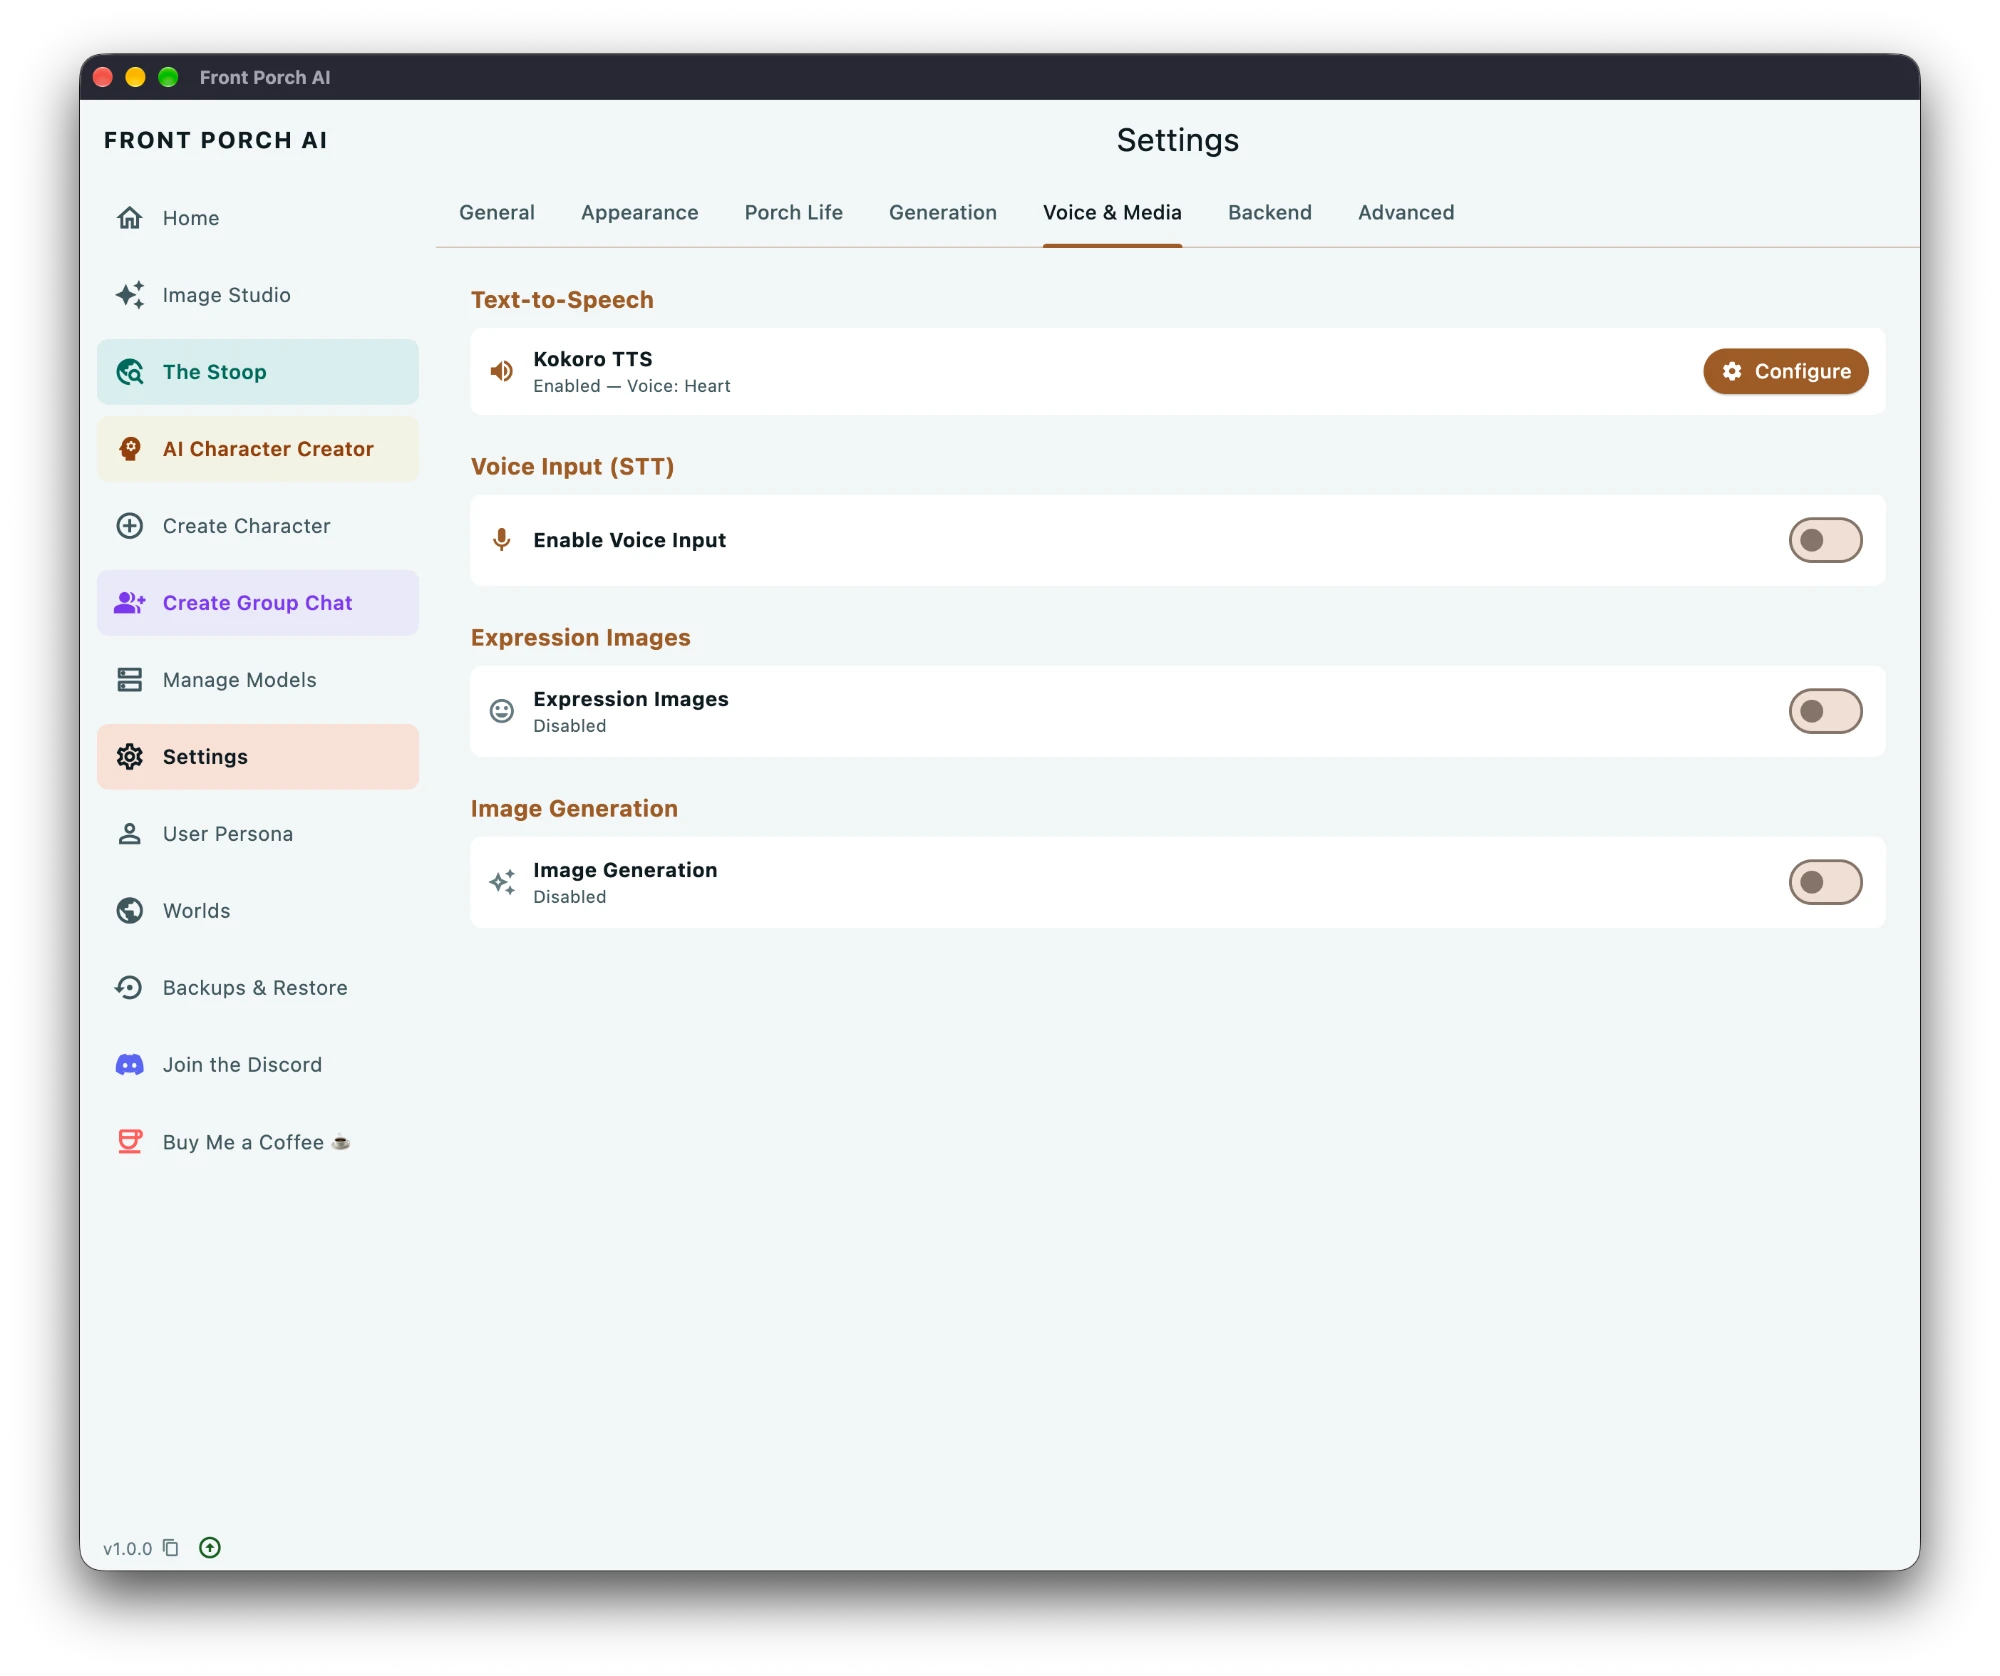 Front Porch AI
FRONT PORCH AI
Home
Image Studio
The Stoop
AI Character Creator
Create Character
Create Group Chat
Manage Models
Settings
User Persona
Worlds
Backups & Restore
Join the Discord
Buy Me a Coffee ☕
v1.0.0
Settings
General
Appearance
Porch Life
Generation
Voice & Media
Backend
Advanced
Text-to-Speech
Kokoro TTS
Enabled — Voice: Heart
Configure
Voice Input (STT)
Enable Voice Input
Expression Images
Expression Images
Disabled
Image Generation
Image Generation
Disabled